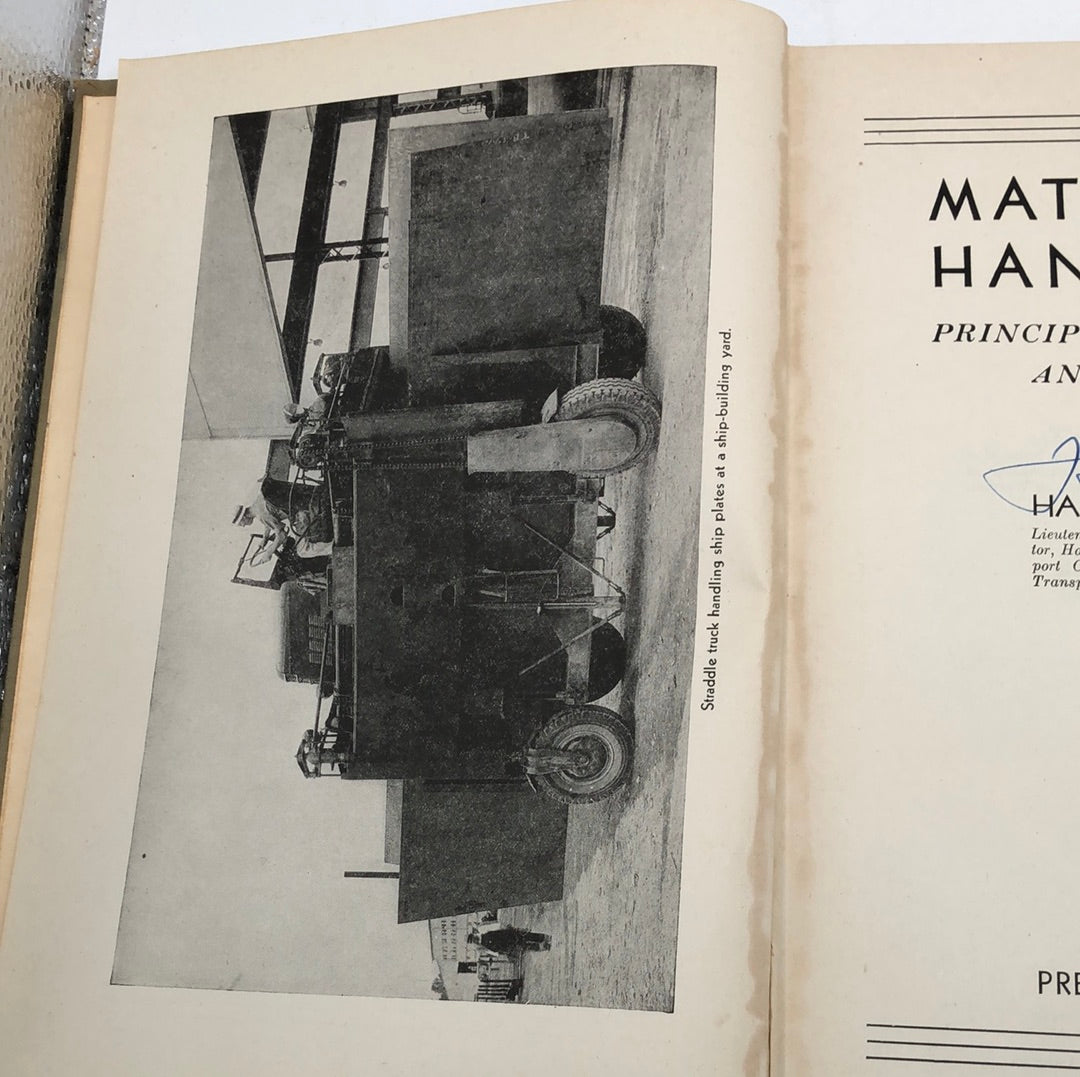 Straddle truck handling ship plates at a ship-building yard.
MAT
HAN
PRINCIP
AN
HA
Lieuten
tor, Ho
port C
Transp
PRE